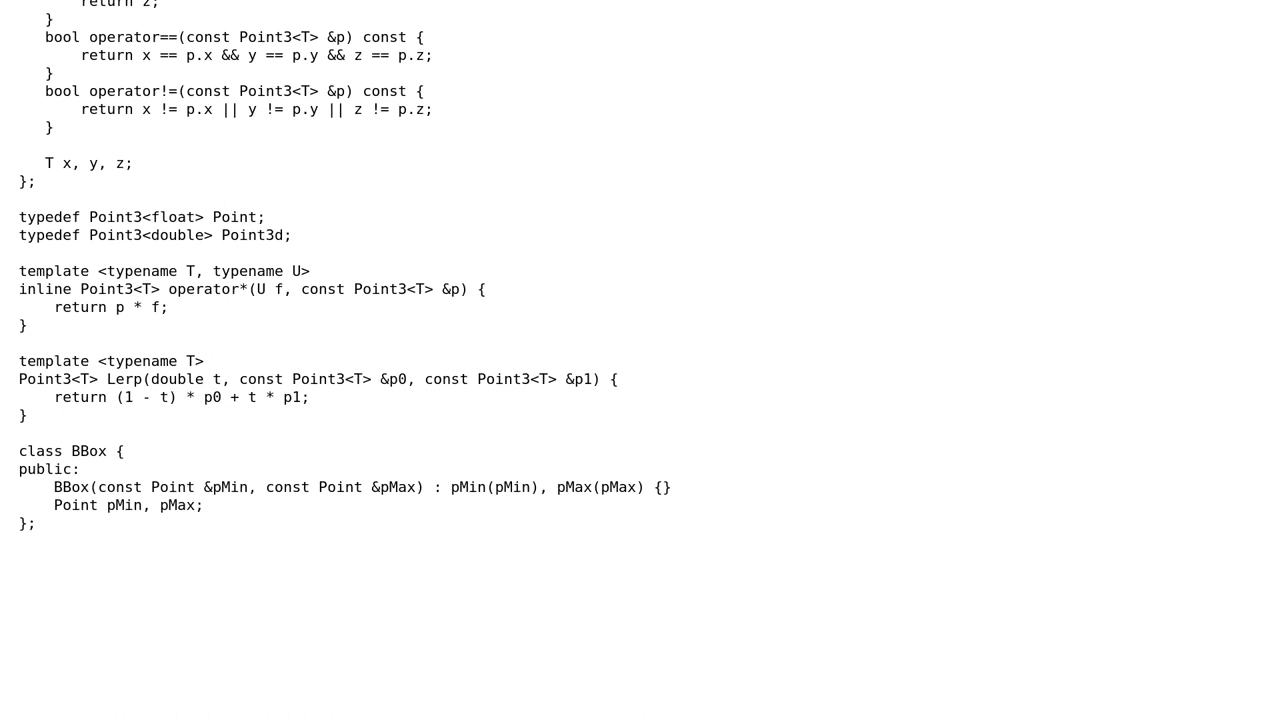 return z;
   }
   bool operator==(const Point3<T> &p) const {
       return x == p.x && y == p.y && z == p.z;
   }
   bool operator!=(const Point3<T> &p) const {
       return x != p.x || y != p.y || z != p.z;
   }

   T x, y, z;
};

typedef Point3<float> Point;
typedef Point3<double> Point3d;

template <typename T, typename U>
inline Point3<T> operator*(U f, const Point3<T> &p) {
    return p * f;
}

template <typename T>
Point3<T> Lerp(double t, const Point3<T> &p0, const Point3<T> &p1) {
    return (1 - t) * p0 + t * p1;
}

class BBox {
public:
    BBox(const Point &pMin, const Point &pMax) : pMin(pMin), pMax(pMax) {}
    Point pMin, pMax;
};